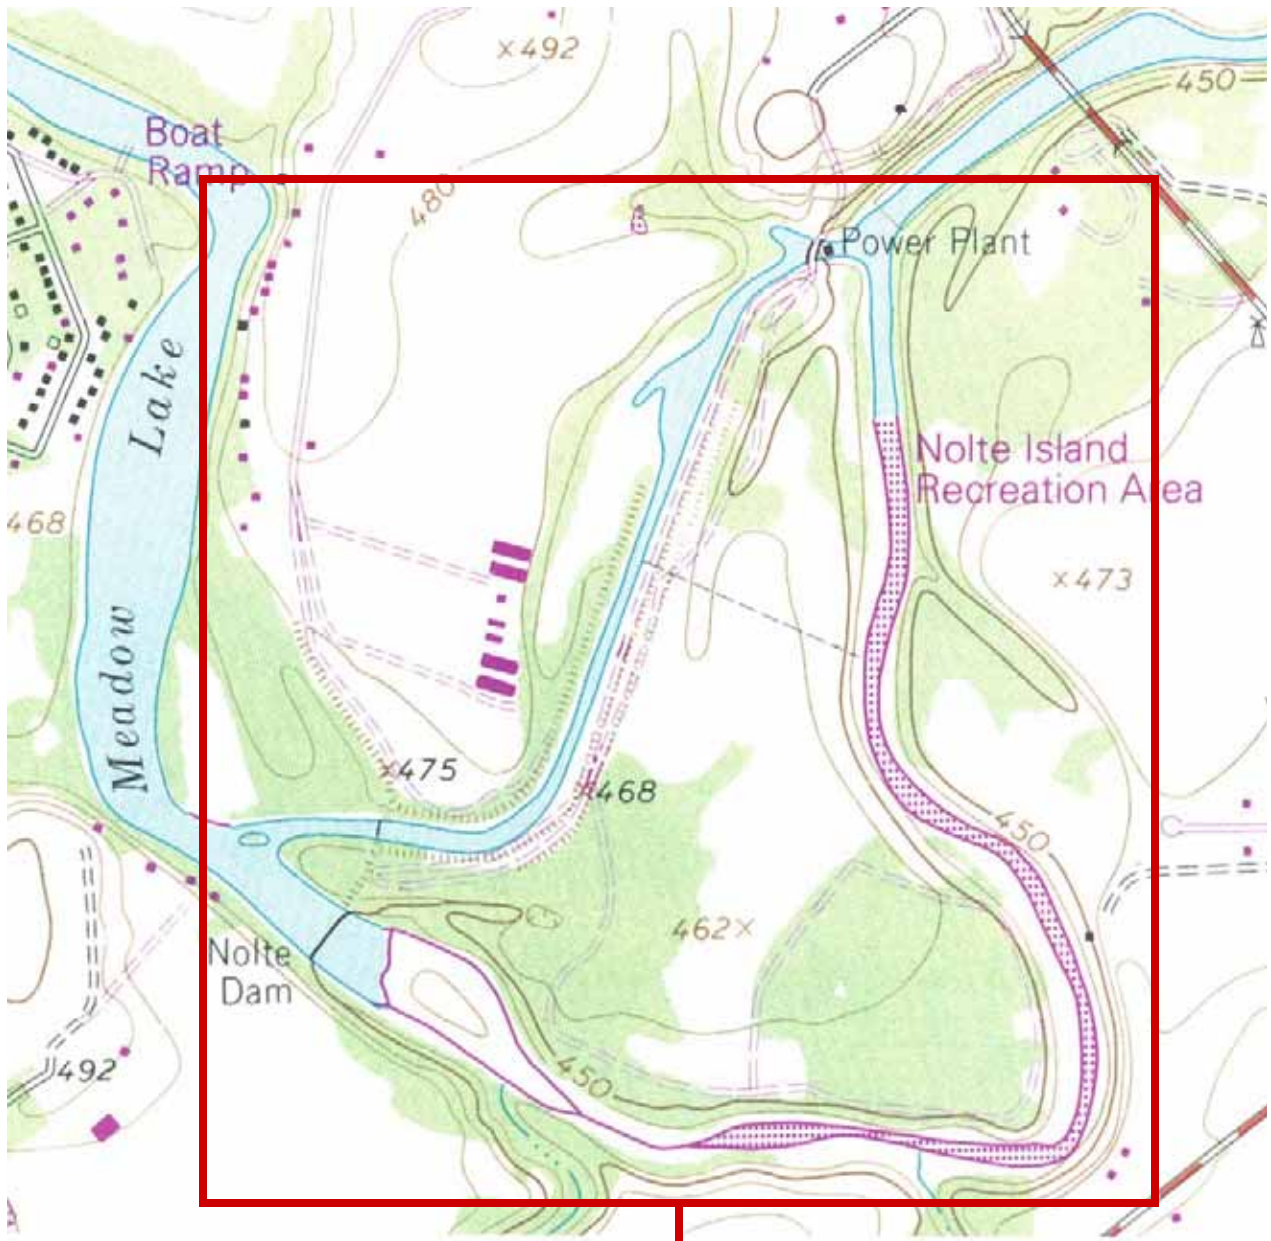 ×492
450
Boat
Ramp
480
Power Plant
Lake
Nolte Island
Recreation Area
468
×473
Meadow
×475
×468
450
462×
Nolte
Dam
492
450